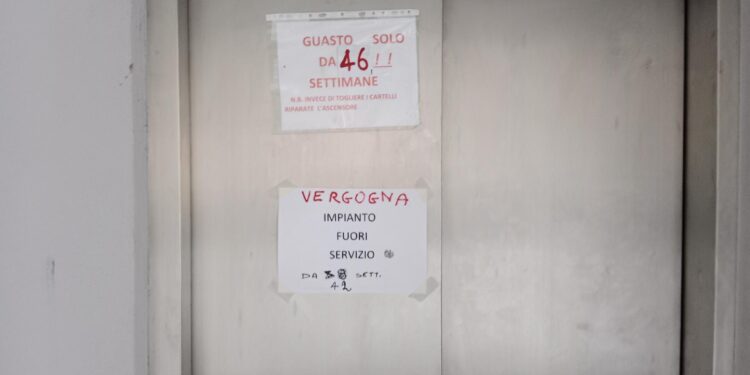 GUASTO SOLO
DA 46 !!
SETTIMANE
N.B. INVECE DI TOGLIERE I CARTELLI
RIPARATE L'ASCENSORE
VERGOGNA
IMPIANTO
FUORI
SERVIZIO
DA SETT.
42